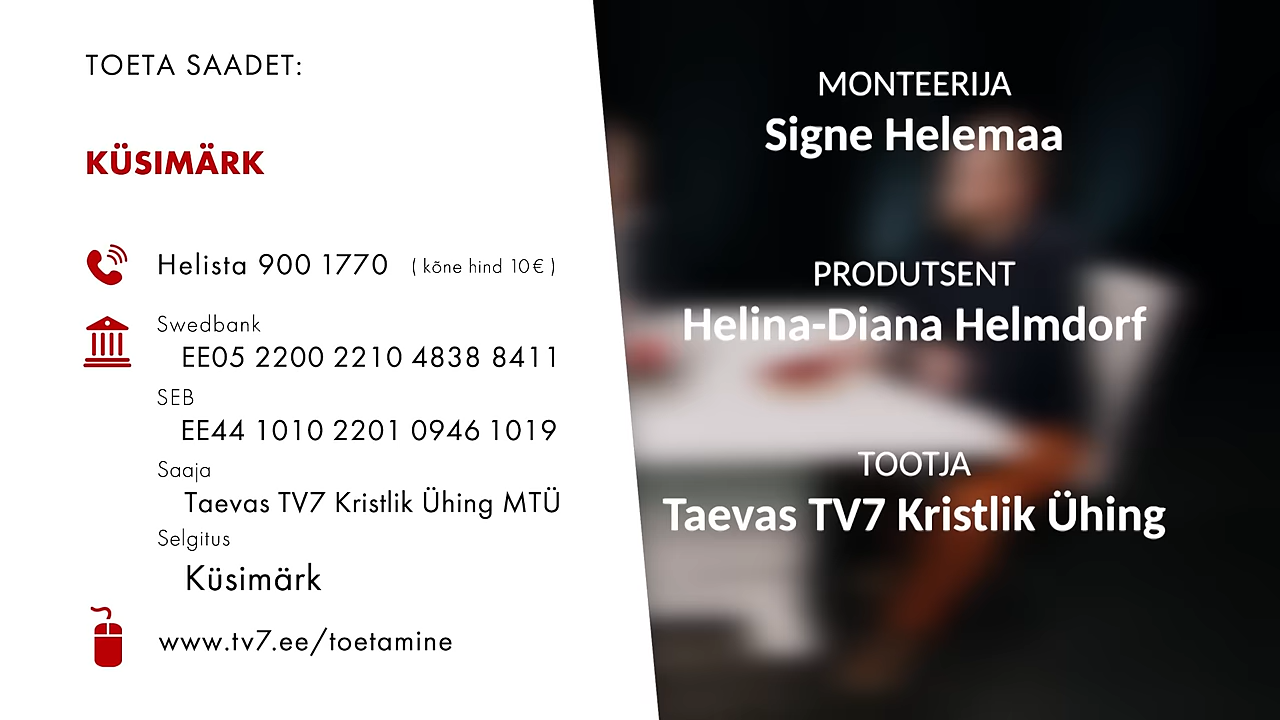 TOETA SAADET:
KÜSIMÄRK
Helista 900 1770 ( kõne hind 10€ )
Swedbank
EE05 2200 2210 4838 8411
SEB
EE44 1010 2201 0946 1019
Saaja
Taevas TV7 Kristlik Ühing MTÜ
Selgitus
Küsimärk
www.tv7.ee/toetamine
MONTEERIJA
Signe Helemaa
PRODUTSENT
Helina-Diana Helmdorf
TOOTJA
Taevas TV7 Kristlik Ühing